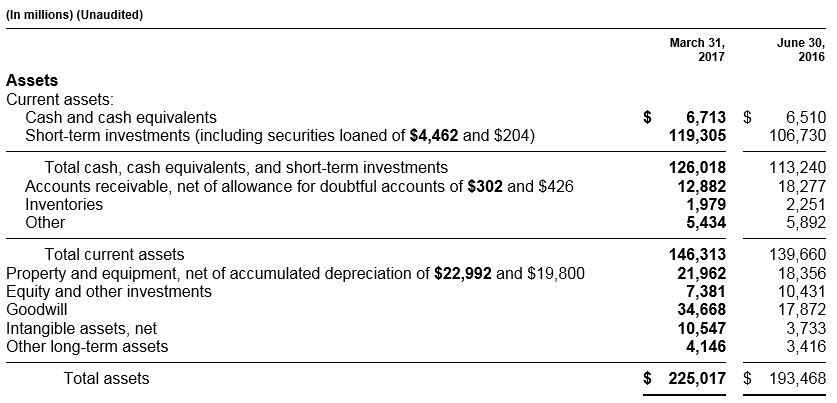 (In millions) (Unaudited)
March 31, 2017 June 30, 2016
Assets
Current assets:
Cash and cash equivalents $ 6,713 $ 6,510
Short-term investments (including securities loaned of $4,462 and $204) 119,305 106,730
Total cash, cash equivalents, and short-term investments 126,018 113,240
Accounts receivable, net of allowance for doubtful accounts of $302 and $426 12,882 18,277
Inventories 1,979 2,251
Other 5,434 5,892
Total current assets 146,313 139,660
Property and equipment, net of accumulated depreciation of $22,992 and $19,800 21,962 18,356
Equity and other investments 7,381 10,431
Goodwill 34,668 17,872
Intangible assets, net 10,547 3,733
Other long-term assets 4,146 3,416
Total assets $ 225,017 $ 193,468